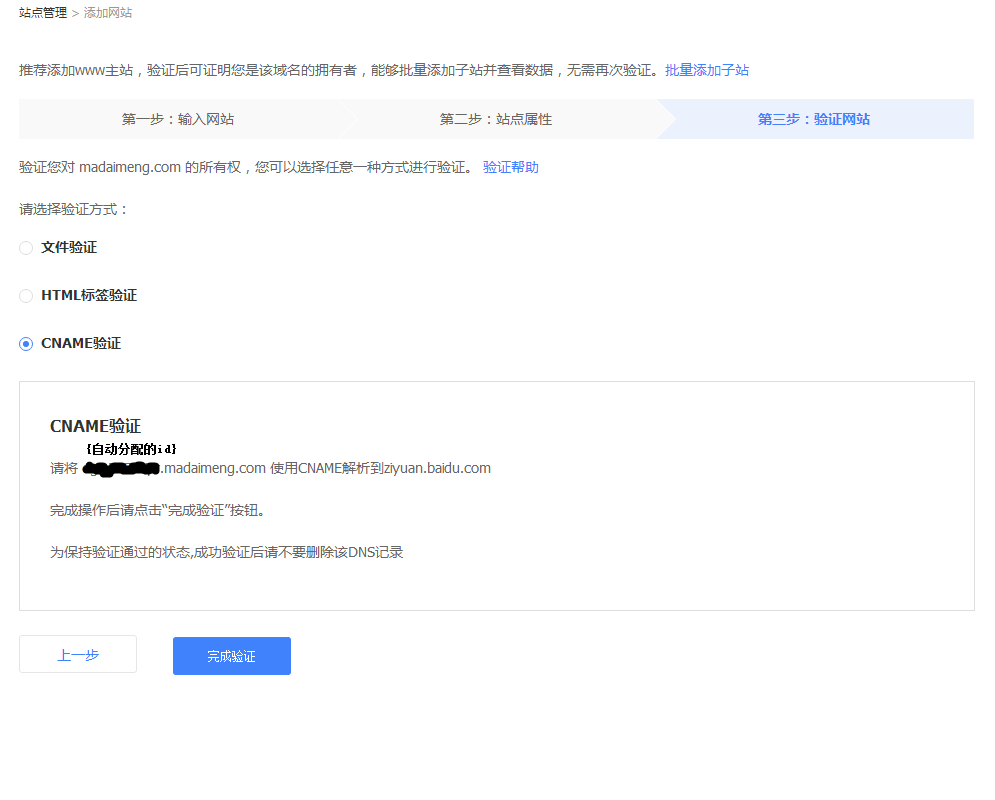 站点管理 > 添加网站
推荐添加www主站，验证后可证明您是该域名的拥有者，能够批量添加子站并查看数据，无需再次验证。批量添加子站
第一步：输入网站 第二步：站点属性 第三步：验证网站
验证您对 madaimeng.com 的所有权，您可以选择任意一种方式进行验证。 验证帮助
请选择验证方式：
文件验证
HTML标签验证
CNAME验证
CNAME验证
{自动分配的id}
请将 .madaimeng.com 使用CNAME解析到ziyuan.baidu.com
完成操作后请点击“完成验证”按钮。
为保持验证通过的状态,成功验证后请不要删除该DNS记录
上一步 完成验证